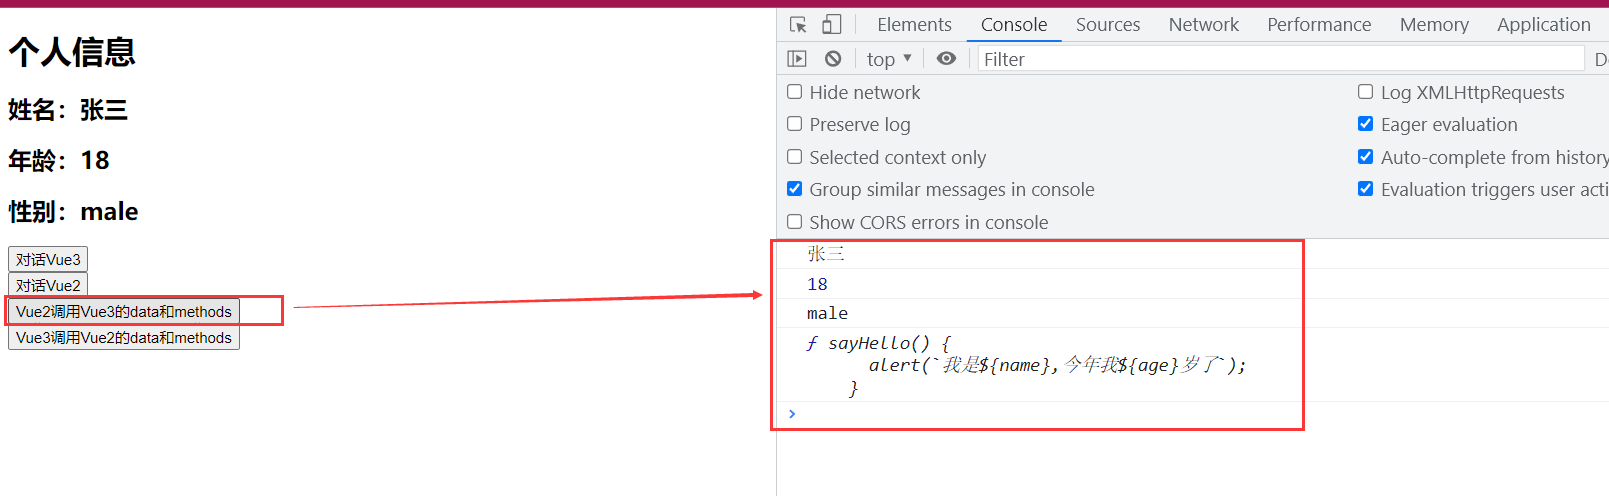 个人信息
姓名：张三
年龄：18
性别：male
对话Vue3
对话Vue2
Vue2调用Vue3的data和methods
Vue3调用Vue2的data和methods
Elements Console Sources Network Performance Memory Application
top Filter
Hide network Log XMLHttpRequests
Preserve log Eager evaluation
Selected context only Auto-complete from history
Group similar messages in console Evaluation triggers user
Show CORS errors in console
张三
18
male
ƒ sayHello() {
alert(`我是${name},今年我${age}岁了`);
}